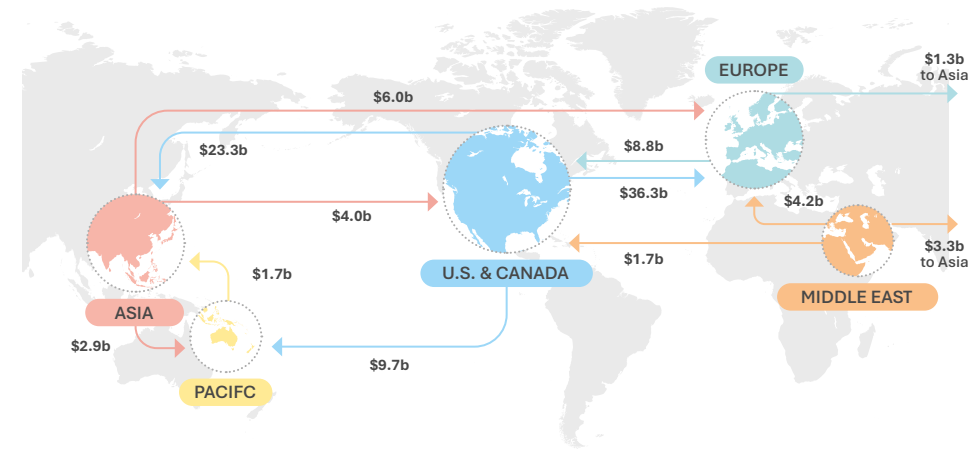 EUROPE
$1.3b
to Asia
$6.0b
$23.3b
$8.8b
$36.3b
$4.2b
$4.0b
$3.3b
to Asia
$1.7b
$1.7b
U.S. & CANADA
MIDDLE EAST
ASIA
$2.9b
$9.7b
PACIFC